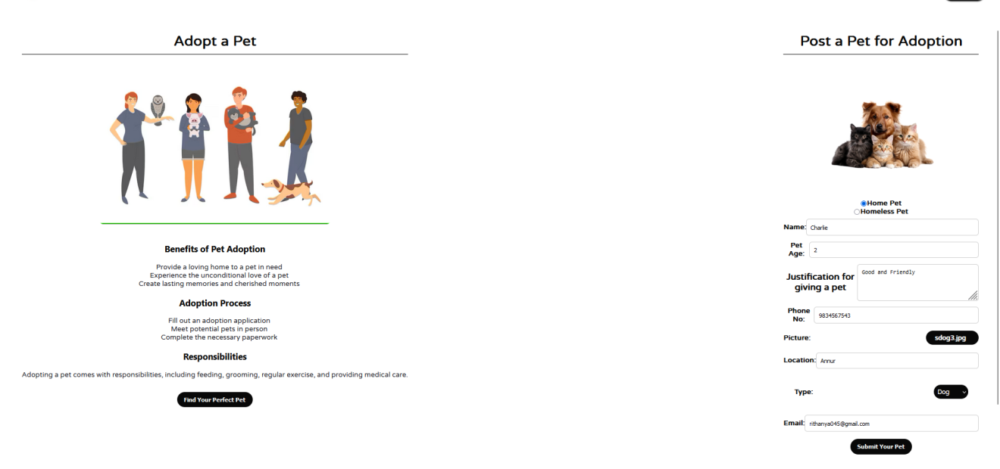 Adopt a Pet
Benefits of Pet Adoption
Provide a loving home to a pet in need
Experience the unconditional love of a pet
Create lasting memories and cherished moments
Adoption Process
Fill out an adoption application
Meet potential pets in person
Complete the necessary paperwork
Responsibilities
Adopting a pet comes with responsibilities, including feeding, grooming, regular exercise, and providing medical care.
Find Your Perfect Pet
Post a Pet for Adoption
Home Pet
Homeless Pet
Name: Charlie
Pet
Age: 2
Justification for
giving a pet
Good and Friendly
Phone
No: 9834567543
Picture: sdog3.jpg
Location: Annur
Type: Dog
Email: rithanya045@gmail.com
Submit Your Pet